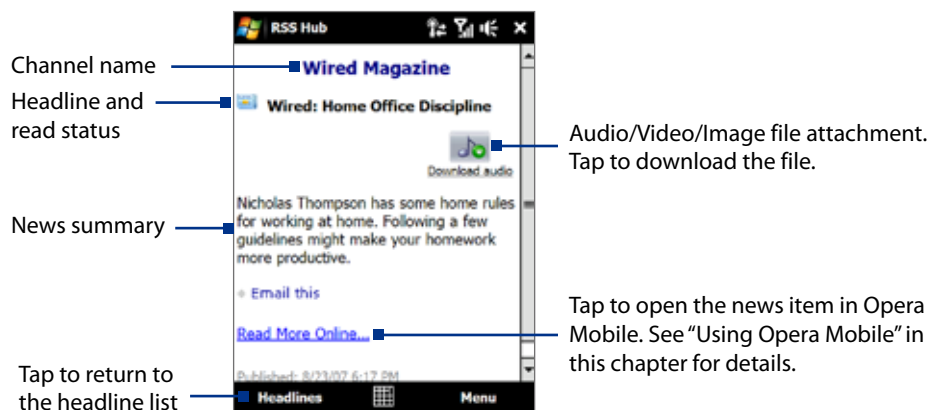 RSS Hub
Channel name
Wired Magazine
Headline and
read status
Wired: Home Office Discipline
Audio/Video/Image file attachment.
Tap to download the file.
Download audio
News summary
Nicholas Thompson has some home rules
for working at home. Following a few
guidelines might make your homework
more productive.
Email this
Read More Online...
Tap to open the news item in Opera
Mobile. See “Using Opera Mobile” in
this chapter for details.
Published: 8/23/07 6:17 PM
Tap to return to
the headline list
Headlines
Menu